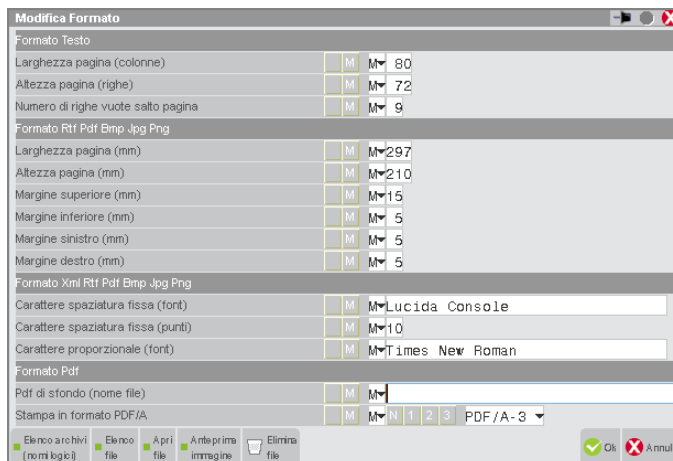 Modifica Formato
Formato Testo
Larghezza pagina (colonne) M M 80
Altezza pagina (righe) M M 72
Numero di righe vuote salto pagina M M 9
Formato Rtf Pdf Bmp Jpg Png
Larghezza pagina (mm) M M 297
Altezza pagina (mm) M M 210
Margine superiore (mm) M M 15
Margine inferiore (mm) M M 5
Margine sinistro (mm) M M 5
Margine destro (mm) M M 5
Formato Xml Rtf Pdf Bmp Jpg Png
Carattere spaziatura fissa (font) M M Lucida Console
Carattere spaziatura fissa (punti) M M 10
Carattere proporzionale (font) M M Times New Roman
Formato Pdf
Pdf di sfondo (nome file) M M
Stampa in formato PDF/A M M N 1 2 3 PDF/A-3
Elenco archivi Elenco Apri Anteprima Elimina
(nomi logici) file file immagine file Ok Annul